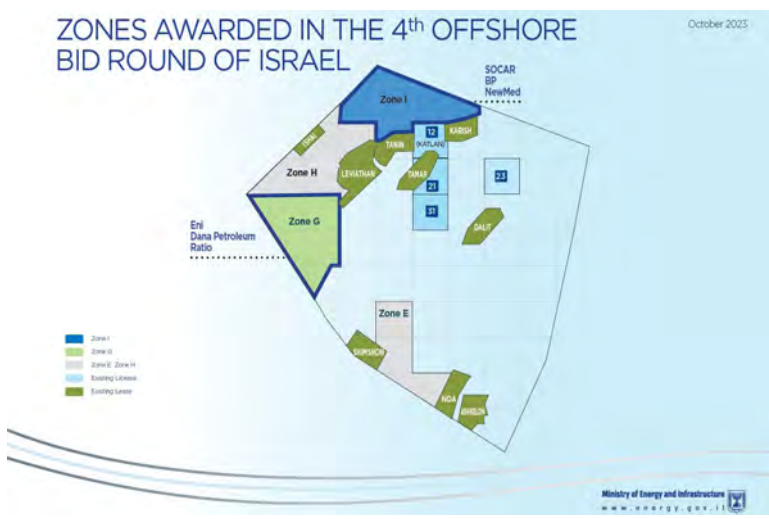 ZONES AWARDED IN THE 4th OFFSHORE
BID ROUND OF ISRAEL
October 2023
SOCAR
BP
NewMed
Zone I
12
(KATLAN)
KARISH
ISHAI
TANIN
Zone H
LEVIATHAN
TAMAR
21
23
31
Eni
Dana Petroleum
Ratio
Zone G
DALIT
Zone E
SHIMSHON
NOA
ASHKELON
Zone I
Zone G
Zone E Zone H
Existing License
Existing Lease
Ministry of Energy and Infrastructure
www.energy.gov.il